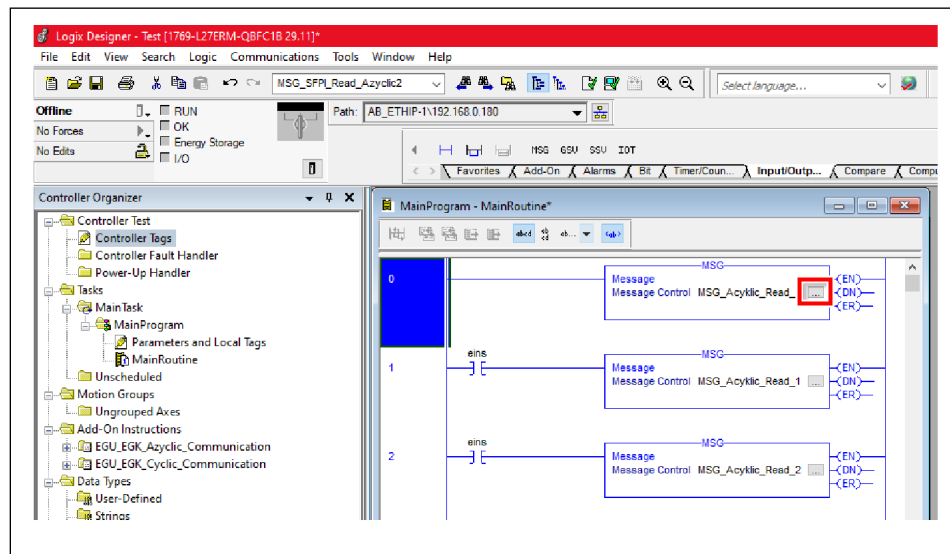 Logix Designer - Test [1769-L27ERM-QBFC1B 29.11]*
File Edit View Search Logic Communications Tools Window Help
MSG_SFPI_Read_Azyclic2
Select language...
Offline
RUN
Path: AB_ETHIP-1\192.168.0.180
No Forces
OK
Energy Storage
No Edits
I/O
MSG GSV SSV IOT
Favorites Add-On Alarms Bit Timer/Coun... Input/Outp... Compare Compu
Controller Organizer
Controller Test
Controller Tags
Controller Fault Handler
Power-Up Handler
Tasks
MainTask
MainProgram
Parameters and Local Tags
MainRoutine
Unscheduled
Motion Groups
Ungrouped Axes
Add-On Instructions
EGU_EGK_Azyclic_Communication
EGU_EGK_Cyclic_Communication
Data Types
User-Defined
Strings
MainProgram - MainRoutine*
abcd ab... <ab>
0
MSG
Message
Message Control MSG_Acyklic_Read_ ...
(EN)
(DN)
(ER)
1
eins
MSG
Message
Message Control MSG_Acyklic_Read_1 ...
(EN)
(DN)
(ER)
2
eins
MSG
Message
Message Control MSG_Acyklic_Read_2 ...
(EN)
(DN)
(ER)